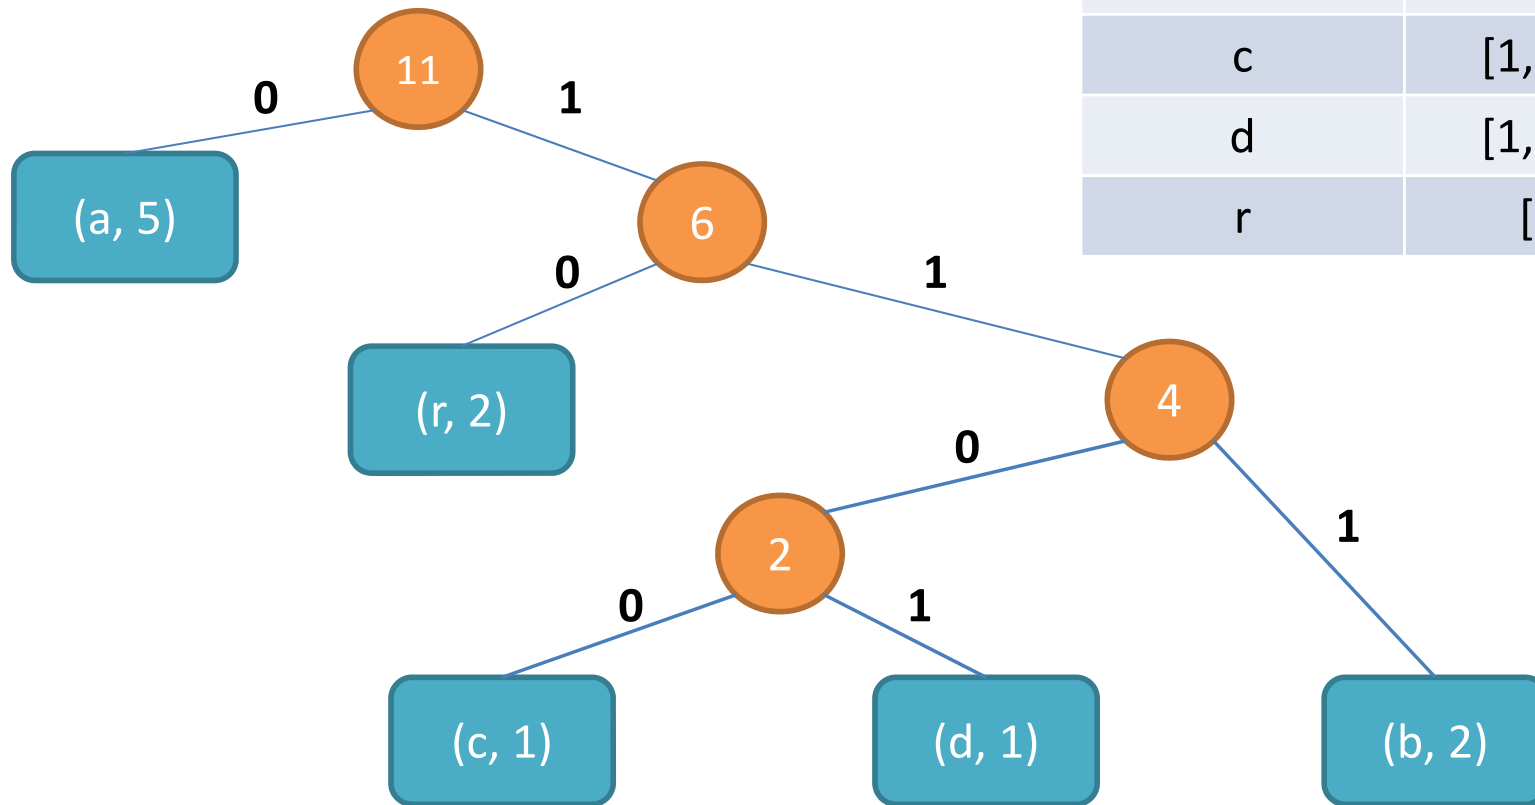 11
0
1
(a, 5)
6
0
1
(r, 2)
4
0
1
2
0
1
(c, 1)
(d, 1)
(b, 2)
c [1,
d [1,
r [